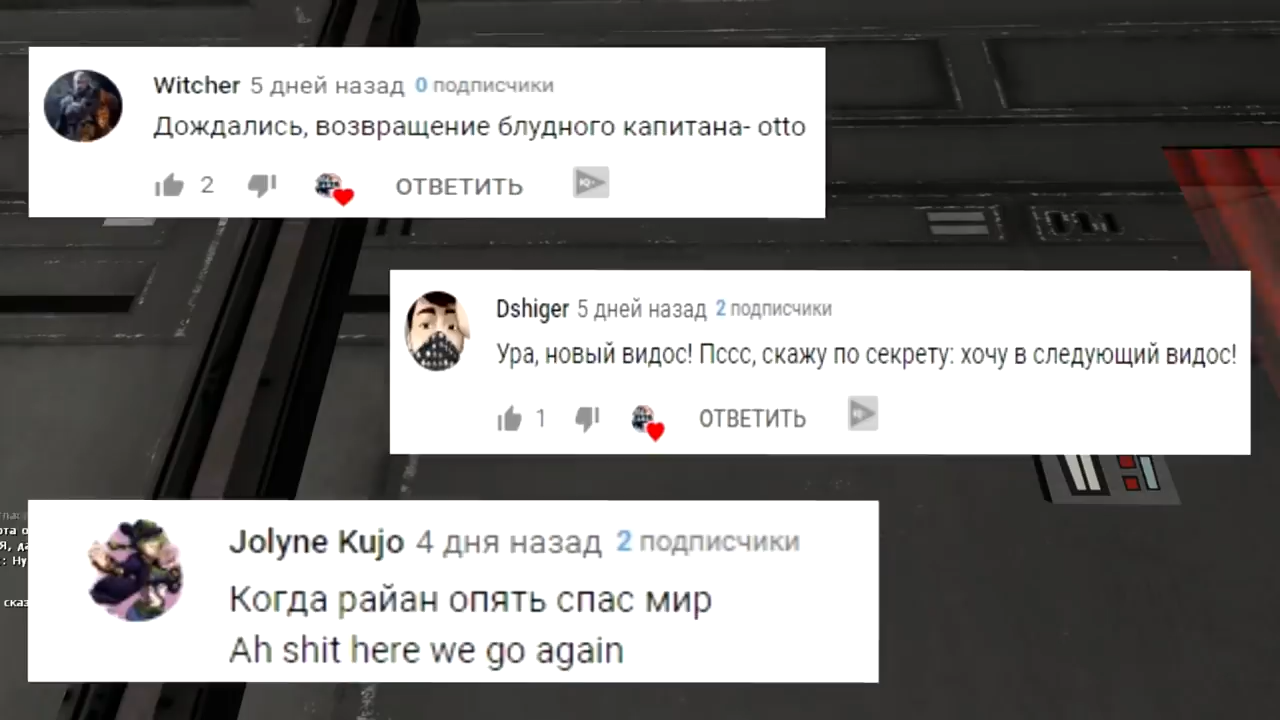 Witcher 5 дней назад 0 подписчики
Дождались, возвращение блудного капитана- otto
2 ОТВЕТИТЬ
Dshiger 5 дней назад 2 подписчики
Ура, новый видос! Пссс, скажу по секрету: хочу в следующий видос!
1 ОТВЕТИТЬ
Jolyne Kujo 4 дня назад 2 подписчики
Когда райан опять спас мир
Ah shit here we go again